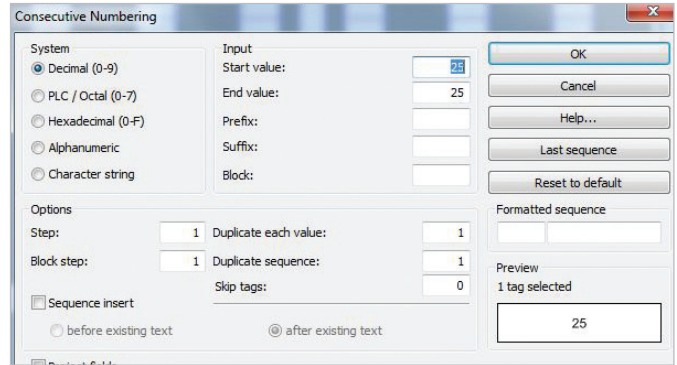 Consecutive Numbering
System
Decimal (0-9)
PLC / Octal (0-7)
Hexadecimal (0-F)
Alphanumeric
Character string
Input
Start value: 25
End value: 25
Prefix:
Suffix:
Block:
OK
Cancel
Help...
Last sequence
Reset to default
Options
Step: 1 Duplicate each value: 1
Block step: 1 Duplicate sequence: 1
Skip tags: 0
Sequence insert
before existing text after existing text
Formatted sequence
Preview
1 tag selected
25